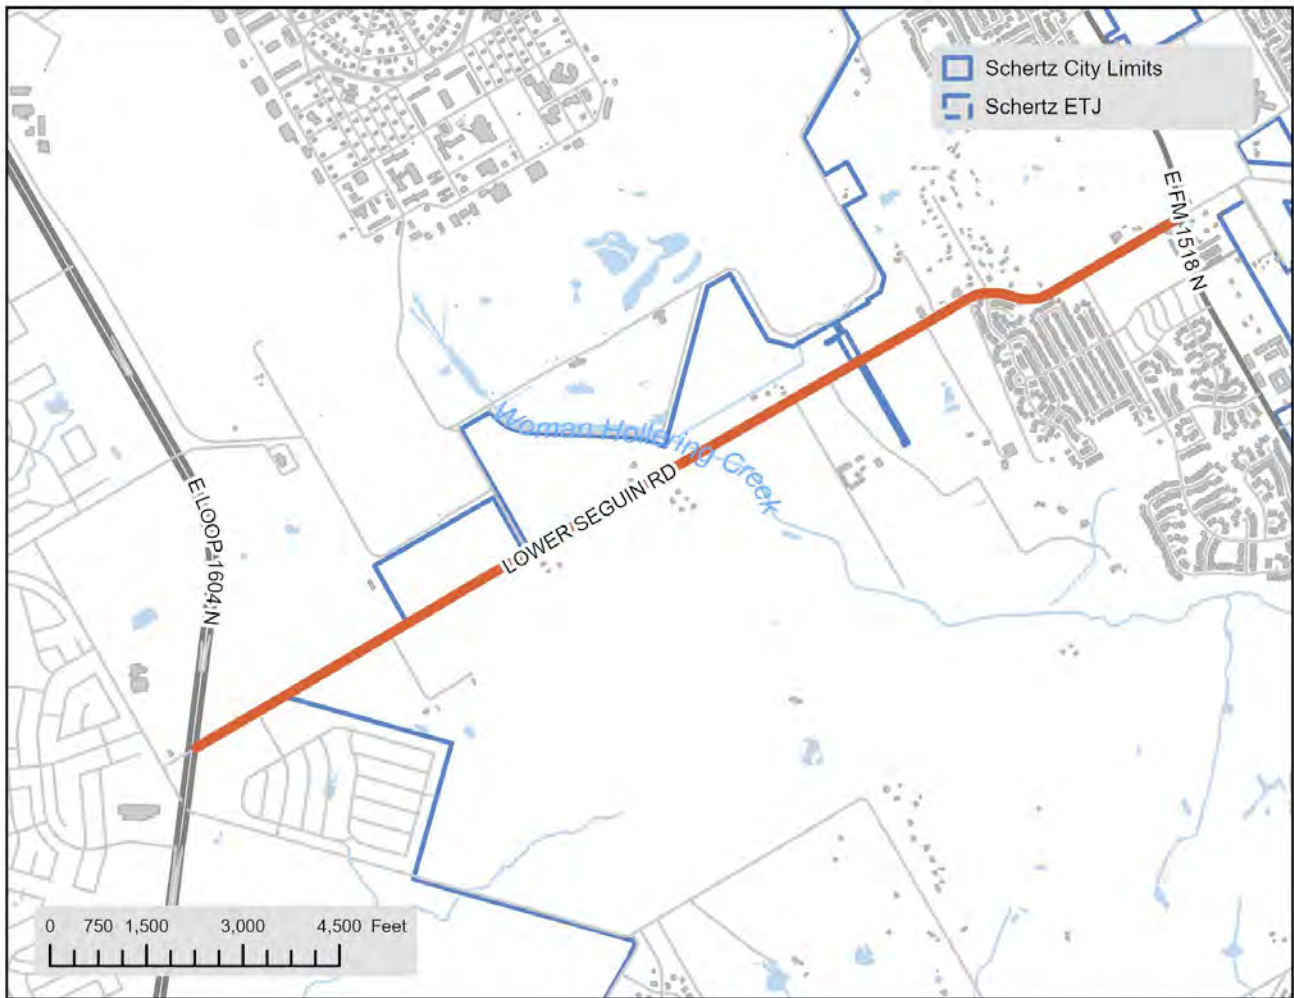 Schertz City Limits
Schertz ETJ
E FM 1518 N
Woman Hollering Creek
LOWER SEGUIN RD
E LOOP 1604 N
0 750 1,500 3,000 4,500 Feet